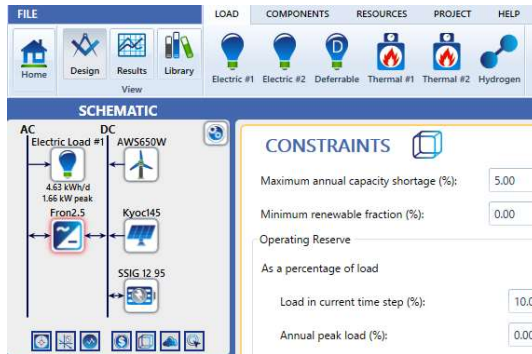 FILE
LOAD COMPONENTS RESOURCES PROJECT HELP
Home Design Results Library
View
Electric #1 Electric #2 Deferrable Thermal #1 Thermal #2 Hydrogen
D
SCHEMATIC
AC DC
Electric Load #1 AWS650W
4.63 kWh/d
1.66 kW peak
Fron2.5 Kyoc145
SSIG 12 95
CONSTRAINTS
Maximum annual capacity shortage (%): 5.00
Minimum renewable fraction (%): 0.00
Operating Reserve
As a percentage of load
Load in current time step (%): 10.0
Annual peak load (%): 0.00